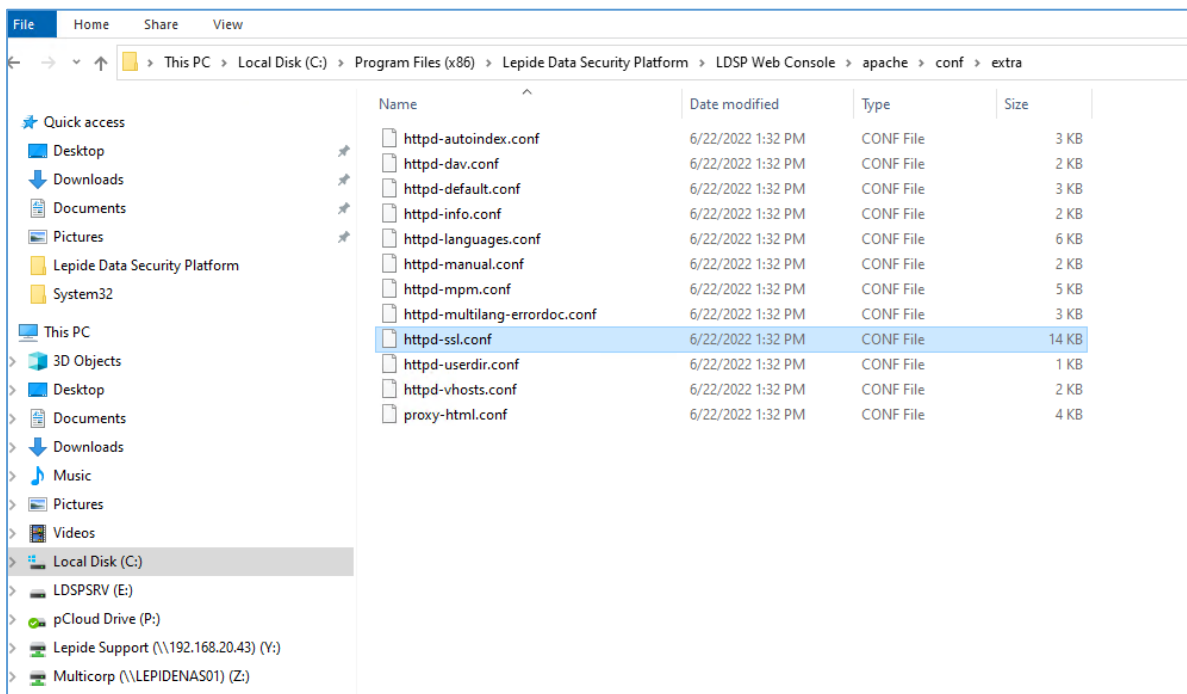 File Home Share View
This PC > Local Disk (C:) > Program Files (x86) > Lepide Data Security Platform > LDSP Web Console > apache > conf > extra
Name Date modified Type Size
Quick access
Desktop
Downloads
Documents
Pictures
Lepide Data Security Platform
System32
This PC
3D Objects
Desktop
Documents
Downloads
Music
Pictures
Videos
Local Disk (C:)
LDSPSRV (E:)
pCloud Drive (P:)
Lepide Support (\\192.168.20.43) (Y:)
Multicorp (\\LEPIDENAS01) (Z:)
httpd-autoindex.conf 6/22/2022 1:32 PM CONF File 3 KB
httpd-dav.conf 6/22/2022 1:32 PM CONF File 2 KB
httpd-default.conf 6/22/2022 1:32 PM CONF File 3 KB
httpd-info.conf 6/22/2022 1:32 PM CONF File 2 KB
httpd-languages.conf 6/22/2022 1:32 PM CONF File 6 KB
httpd-manual.conf 6/22/2022 1:32 PM CONF File 2 KB
httpd-mpm.conf 6/22/2022 1:32 PM CONF File 5 KB
httpd-multilang-errordoc.conf 6/22/2022 1:32 PM CONF File 3 KB
httpd-ssl.conf 6/22/2022 1:32 PM CONF File 14 KB
httpd-userdir.conf 6/22/2022 1:32 PM CONF File 1 KB
httpd-vhosts.conf 6/22/2022 1:32 PM CONF File 2 KB
proxy-html.conf 6/22/2022 1:32 PM CONF File 4 KB